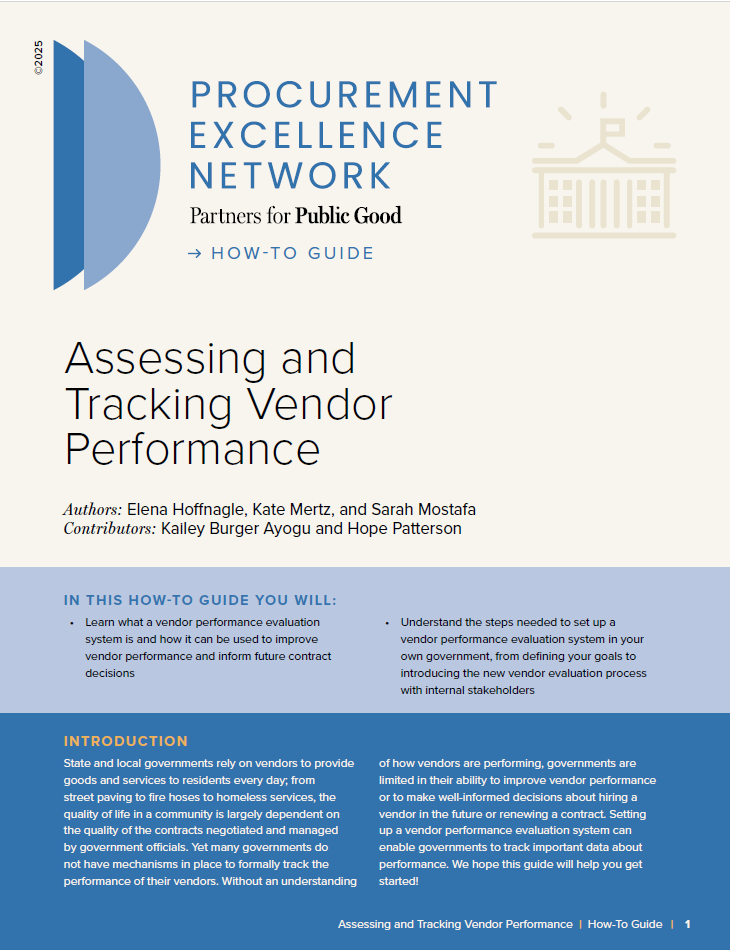 ©2025
PROCUREMENT
EXCELLENCE
NETWORK
Partners for Public Good
→ HOW-TO GUIDE
Assessing and
Tracking Vendor
Performance
Authors: Elena Hoffnagle, Kate Mertz, and Sarah Mostafa
Contributors: Kailey Burger Ayogu and Hope Patterson
IN THIS HOW-TO GUIDE YOU WILL:
• Learn what a vendor performance evaluation
system is and how it can be used to improve
vendor performance and inform future contract
decisions
• Understand the steps needed to set up a
vendor performance evaluation system in your
own government, from defining your goals to
introducing the new vendor evaluation process
with internal stakeholders
INTRODUCTION
State and local governments rely on vendors to provide
goods and services to residents every day; from
street paving to fire hoses to homeless services, the
quality of life in a community is largely dependent on
the quality of the contracts negotiated and managed
by government officials. Yet many governments do
not have mechanisms in place to formally track the
performance of their vendors. Without an understanding
of how vendors are performing, governments are
limited in their ability to improve vendor performance
or to make well-informed decisions about hiring a
vendor in the future or renewing a contract. Setting
up a vendor performance evaluation system can
enable governments to track important data about
performance. We hope this guide will help you get
started!
Assessing and Tracking Vendor Performance | How-To Guide | 1